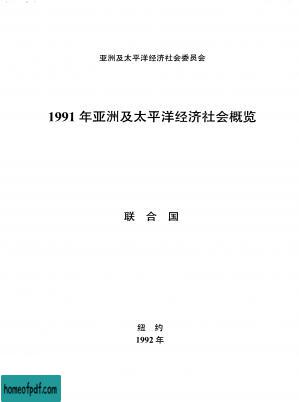 亚洲及太平洋经济社会委员会
1991 年亚洲及太平洋经济社会概览
联 合 国
纽 约
1992 年
homeofpdf.com